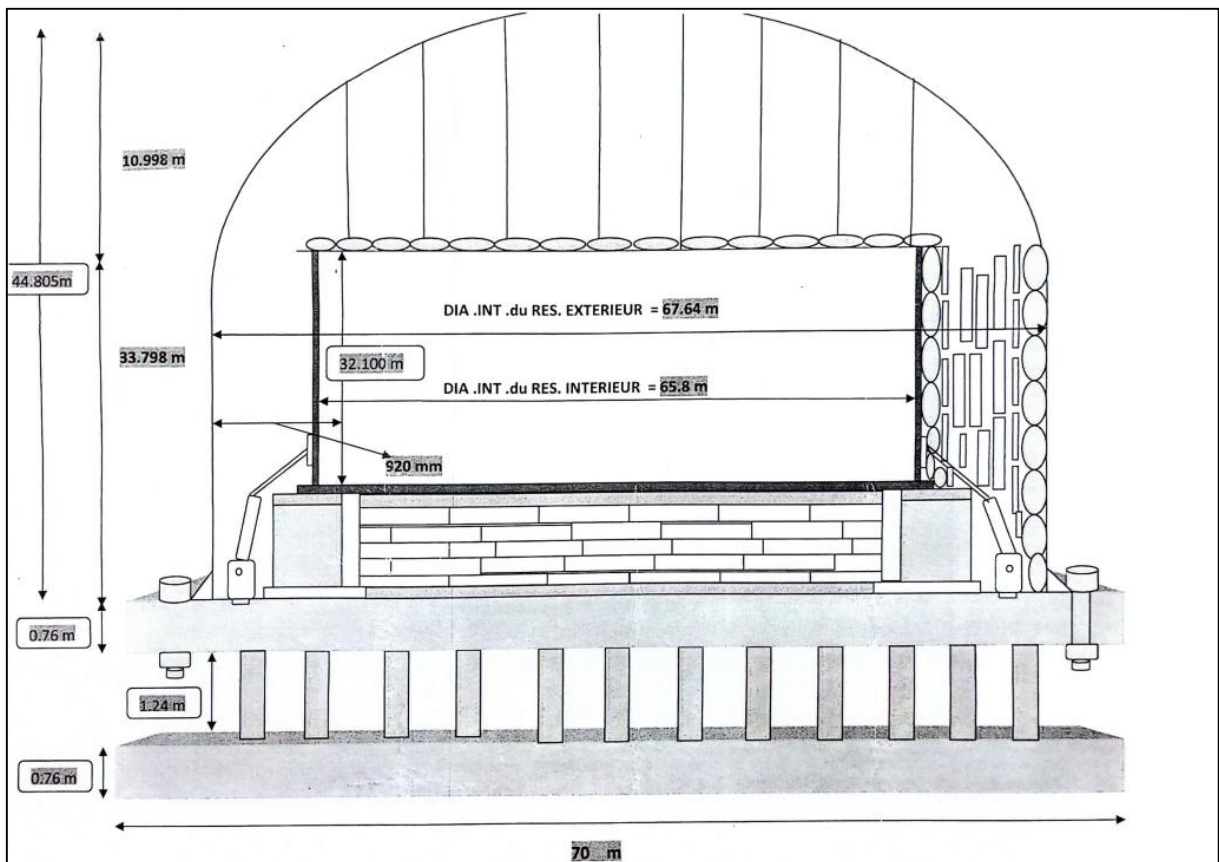 10.998 m
44.805m
DIA .INT .du RES. EXTERIEUR = 67.64 m
33.798 m
32.100 m
DIA .INT .du RES. INTERIEUR = 65.8 m
920 mm
0.76 m
1.24 m
0.76 m
70 m